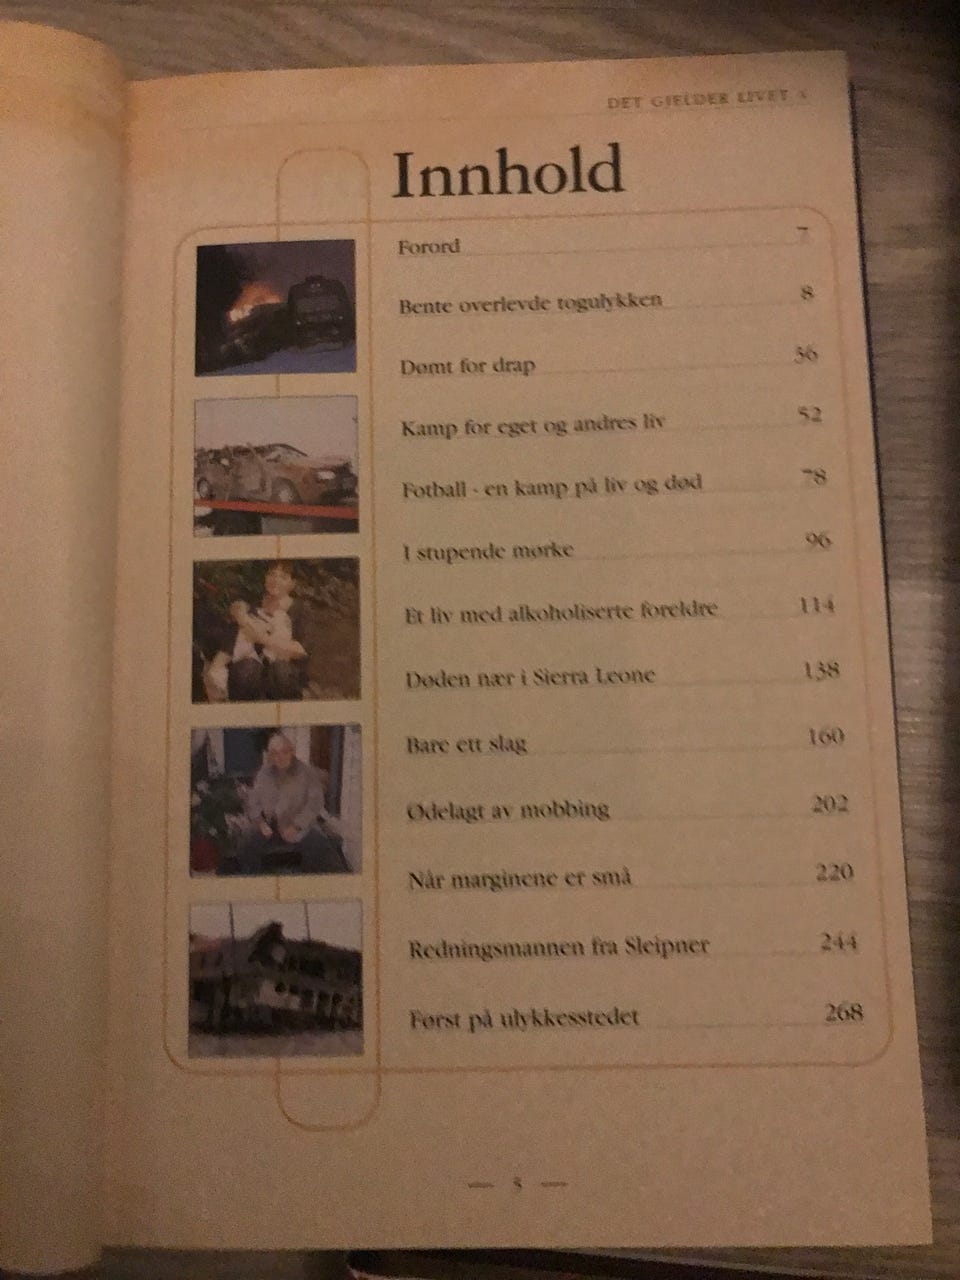 DET GJELDER LIVET
Innhold
Forord 7
Bente overlevde togulykken 8
Dømt for drap 36
Kamp for eget og andres liv 52
Fotball - en kamp på liv og død 78
I stupende mørke 96
Et liv med alkoholiserte foreldre 114
Døden nær i Sierra Leone 138
Bare ett slag 160
Ødelagt av mobbing 202
Når marginene er små 220
Redningsmannen fra Sleipner 244
Først på ulykkesstedet 268
— 5 —